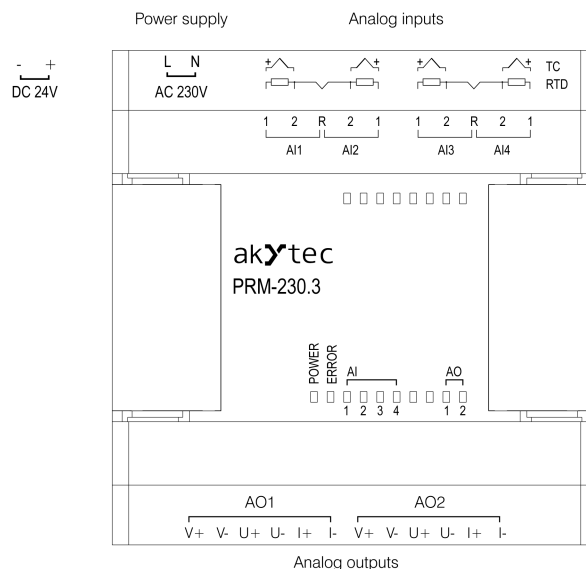 Power supply Analog inputs
- + L N + + + + TC
DC 24V AC 230V RTD
1 2 R 2 1 1 2 R 2 1
AI1 AI2 AI3 AI4
akYtec
PRM-230.3
POWER ERROR AI AO
1 2 3 4 1 2
AO1 AO2
V+ V- U+ U- I+ I- V+ V- U+ U- I+ I-
Analog outputs